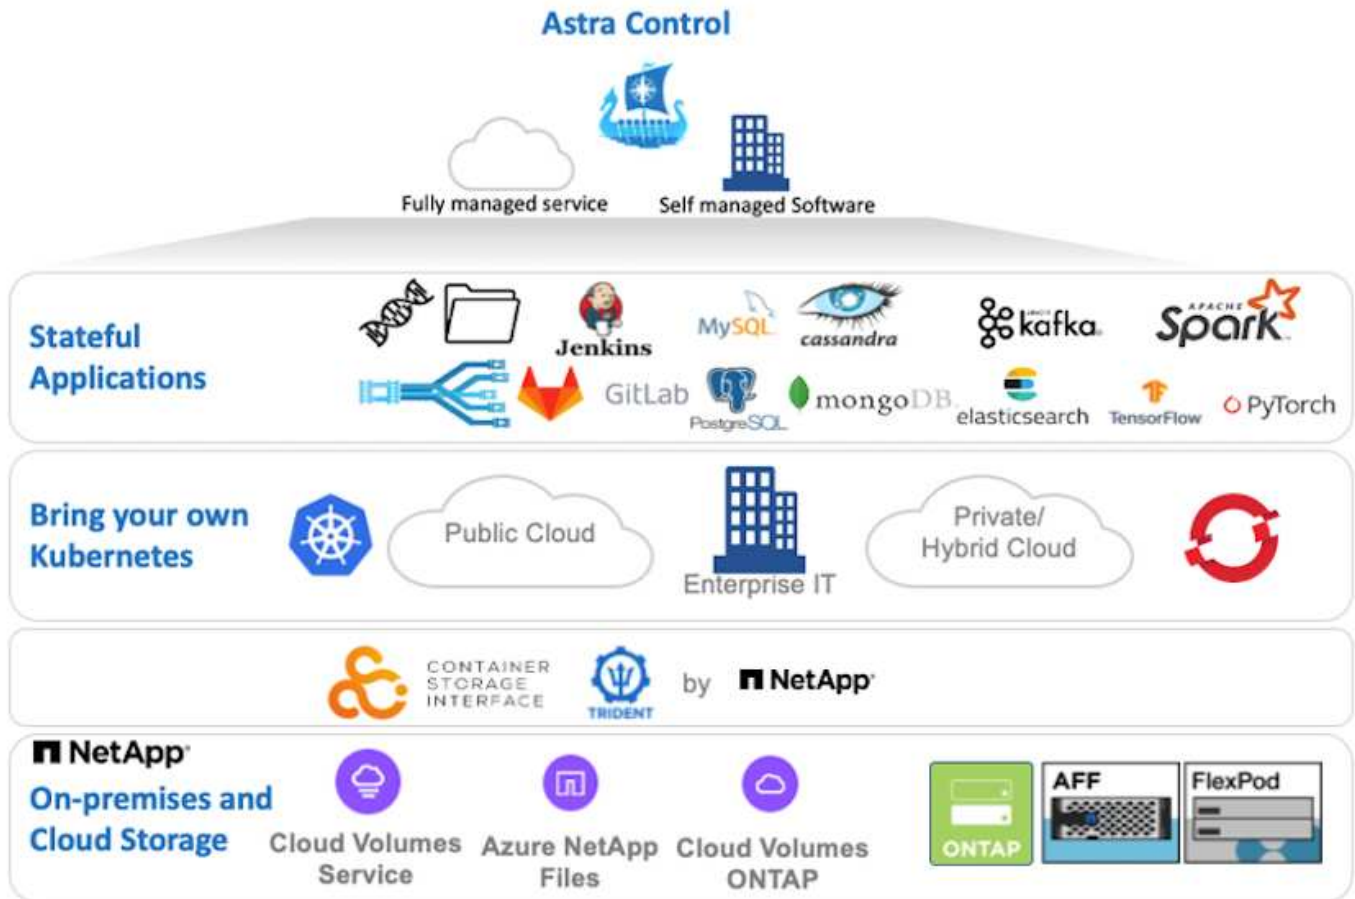 Astra Control
Fully managed service
Self managed Software
Stateful
Applications
Jenkins
MySQL
cassandra
kafka
APACHE
Spark
GitLab
PostgreSQL
mongoDB
elasticsearch
TensorFlow
PyTorch
Bring your own
Kubernetes
Public Cloud
Enterprise IT
Private/
Hybrid Cloud
CONTAINER
STORAGE
INTERFACE
TRIDENT
by
NetApp
NetApp
On-premises and
Cloud Storage
Cloud Volumes
Service
Azure NetApp
Files
Cloud Volumes
ONTAP
ONTAP
AFF
FlexPod